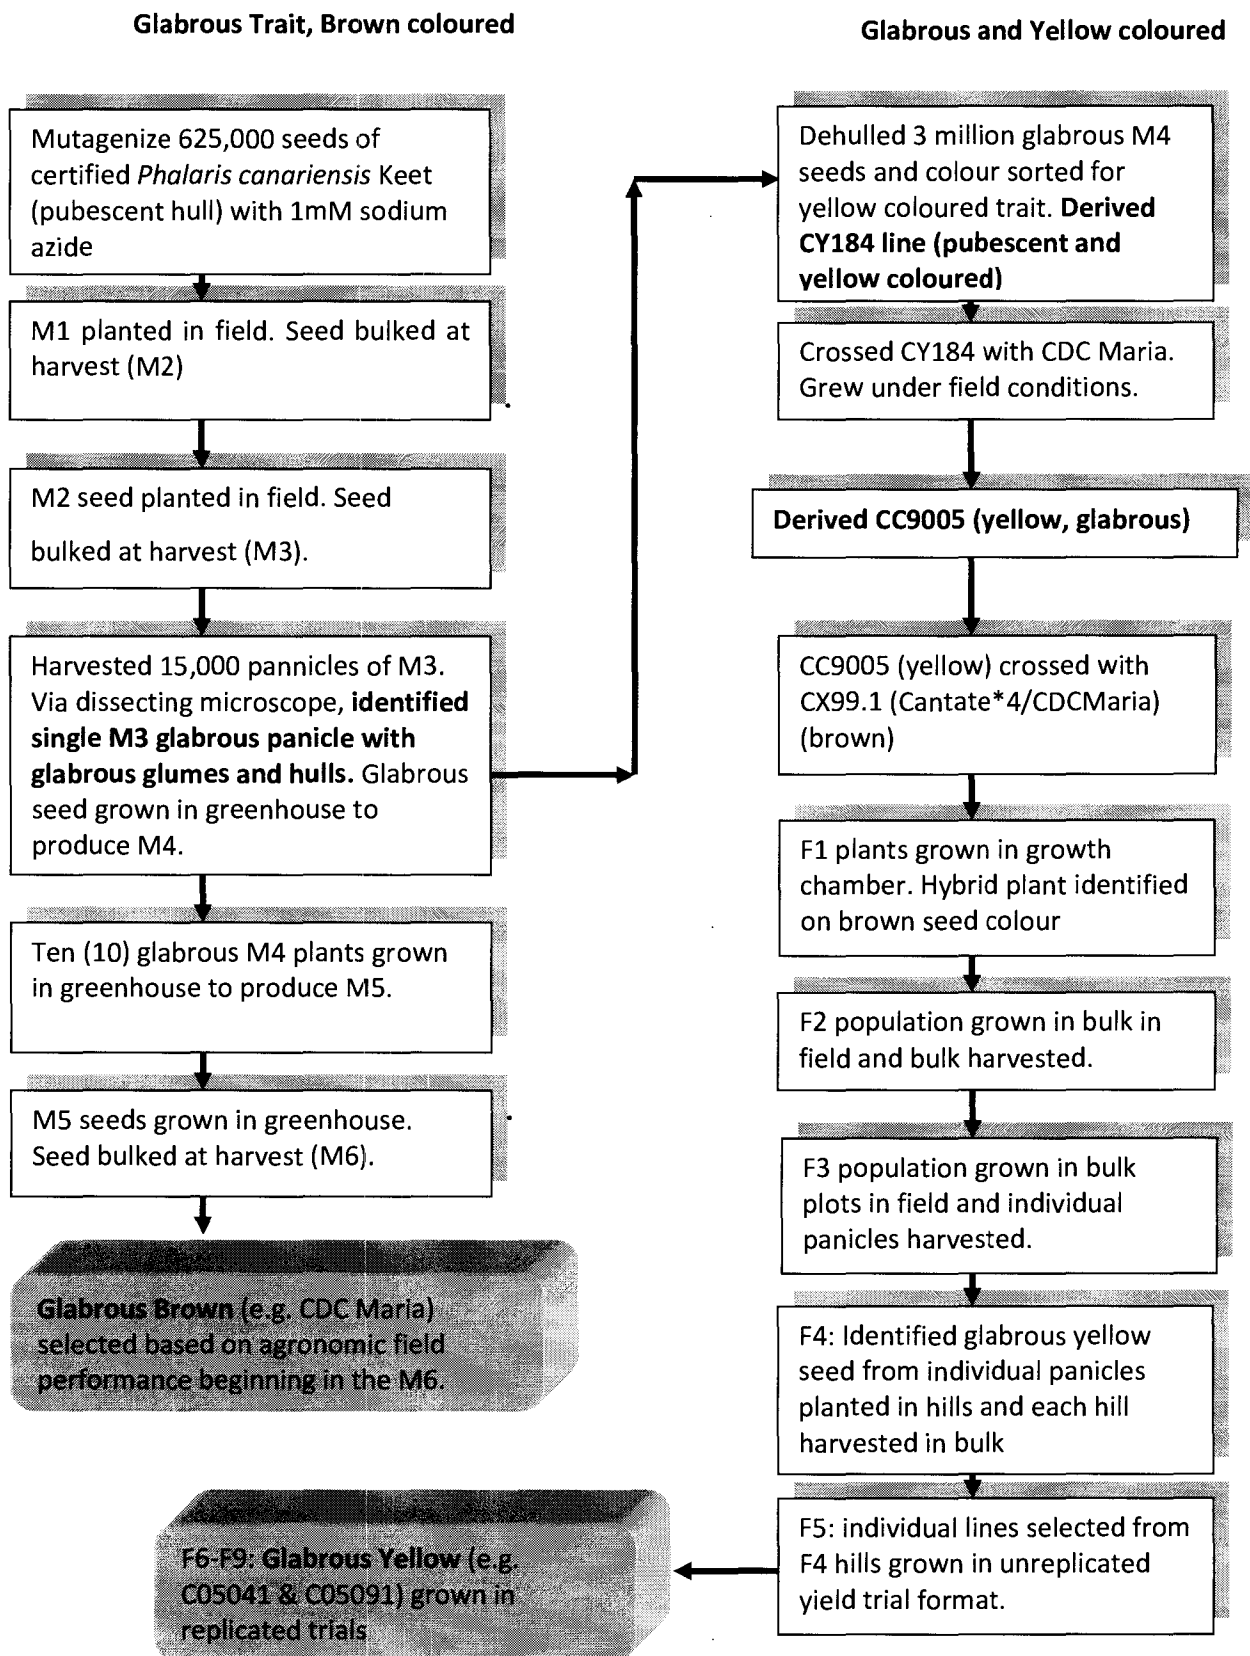 Glabrous Trait, Brown coloured
Mutagenize 625,000 seeds of
certified Phalaris canariensis Keet
(pubescent hull) with 1mM sodium
azide
M1 planted in field. Seed bulked at
harvest (M2)
M2 seed planted in field. Seed
bulked at harvest (M3).
Harvested 15,000 pannicles of M3.
Via dissecting microscope, identified
single M3 glabrous panicle with
glabrous glumes and hulls. Glabrous
seed grown in greenhouse to
produce M4.
Ten (10) glabrous M4 plants grown
in greenhouse to produce M5.
M5 seeds grown in greenhouse.
Seed bulked at harvest (M6).
Glabrous Brown (e.g. CDC Maria)
selected based on agronomic field
performance beginning in the M6.
Glabrous and Yellow coloured
Dehulled 3 million glabrous M4
seeds and colour sorted for
yellow coloured trait. Derived
CY184 line (pubescent and
yellow coloured)
Crossed CY184 with CDC Maria.
Grew under field conditions.
Derived CC9005 (yellow, glabrous)
CC9005 (yellow) crossed with
CX99.1 (Cantate*4/CDCMaria)
(brown)
F1 plants grown in growth
chamber. Hybrid plant identified
on brown seed colour
F2 population grown in bulk in
field and bulk harvested.
F3 population grown in bulk
plots in field and individual
panicles harvested.
F4: Identified glabrous yellow
seed from individual panicles
planted in hills and each hill
harvested in bulk
F5: individual lines selected from
F4 hills grown in unreplicated
yield trial format.
F6-F9: Glabrous Yellow (e.g.
C05041 & C05091) grown in
replicated trials